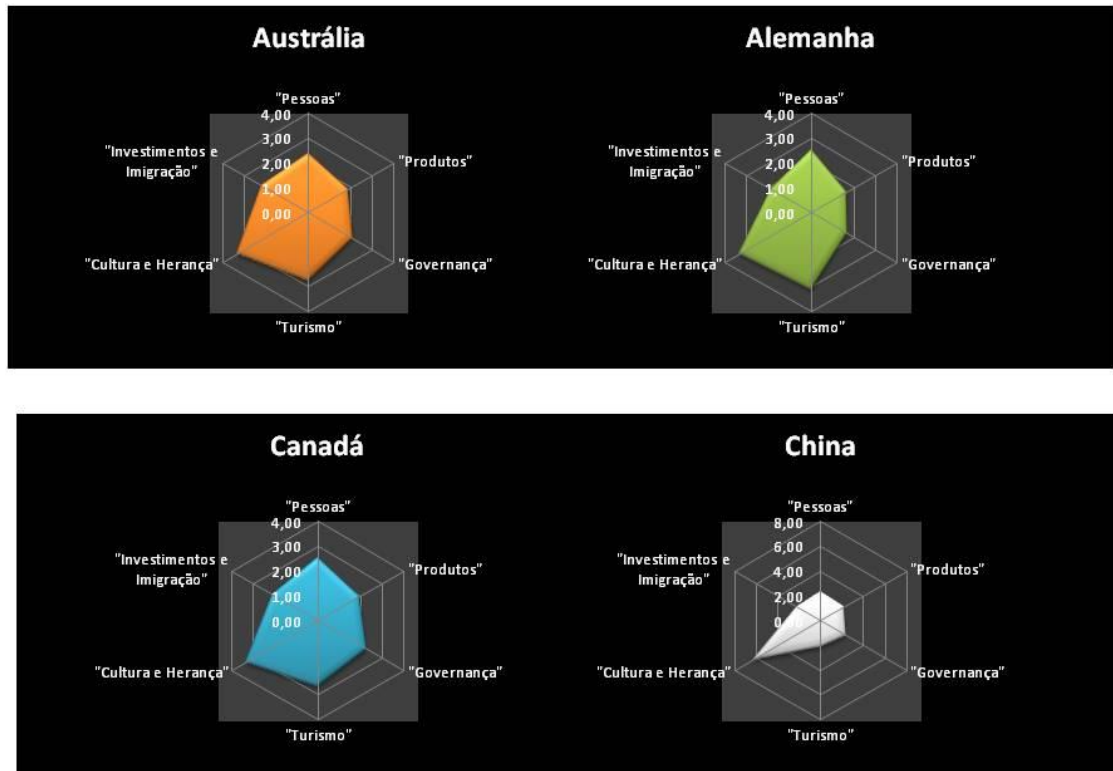 Austrália
"Pessoas"
4,00
3,00
2,00
1,00
0,00
"Investimentos e
Imigração"
"Produtos"
"Cultura e Herança"
"Governança"
"Turismo"
Alemanha
"Pessoas"
4,00
3,00
2,00
1,00
0,00
"Investimentos e
Imigração"
"Produtos"
"Cultura e Herança"
"Governança"
"Turismo"
Canadá
"Pessoas"
4,00
3,00
2,00
1,00
0,00
"Investimentos e
Imigração"
"Produtos"
"Cultura e Herança"
"Governança"
"Turismo"
China
"Pessoas"
8,00
6,00
4,00
2,00
0,00
"Investimentos e
Imigração"
"Produtos"
"Cultura e Herança"
"Governança"
"Turismo"